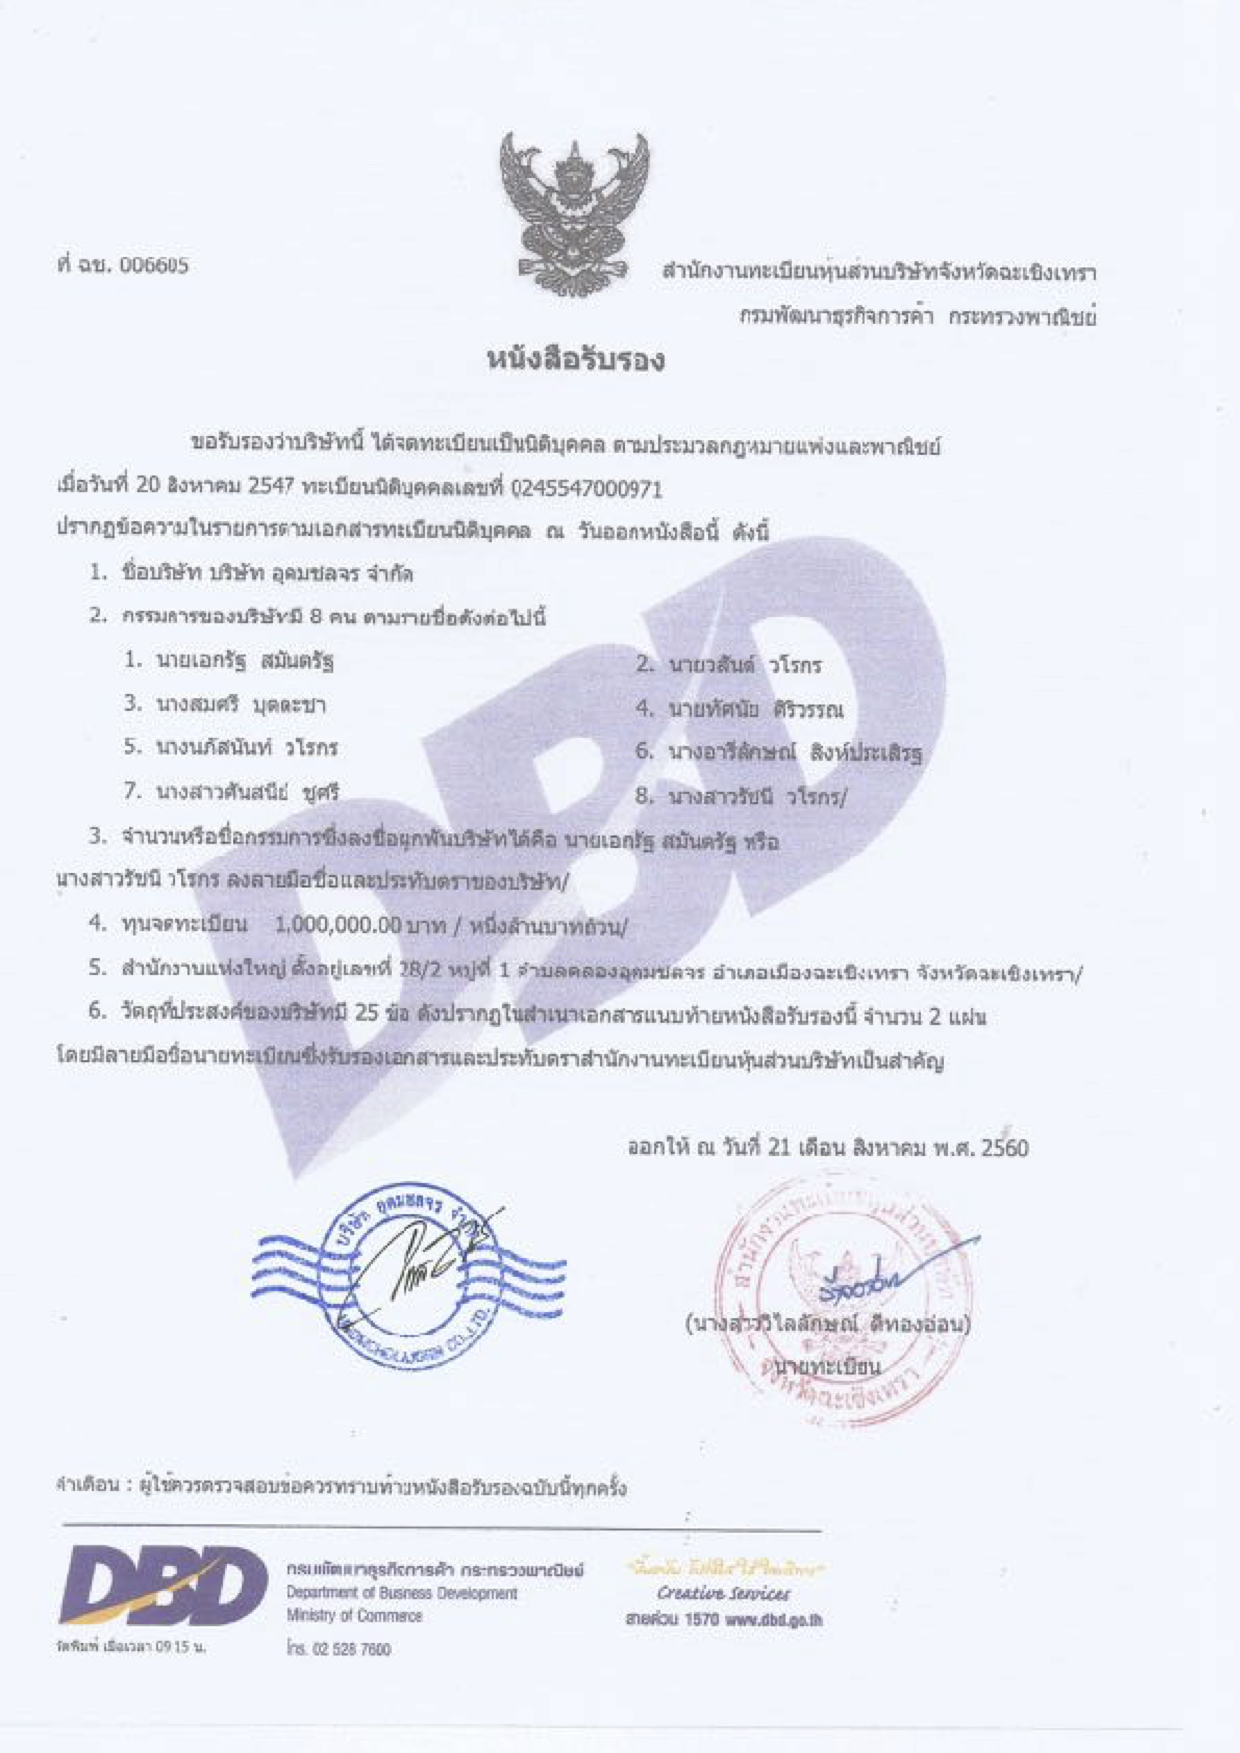 ที่ ฉช. 006605
สำนักงานทะเบียนหุ้นส่วนบริษัทจังหวัดฉะเชิงเทรา
กรมพัฒนาธุรกิจการค้า กระทรวงพาณิชย์
หนังสือรับรอง
ขอรับรองว่าบริษัทนี้ ได้จดทะเบียนเป็นนิติบุคคล ตามประมวลกฎหมายแพ่งและพาณิชย์
เมื่อวันที่ 20 สิงหาคม 2547 ทะเบียนนิติบุคคลเลขที่ 0245547000971
ปรากฏข้อความในรายการตามเอกสารทะเบียนนิติบุคคล ณ วันออกหนังสือนี้ ดังนี้
1. ชื่อบริษัท บริษัท อุดมชลจร จำกัด
2. กรรมการของบริษัทมี 8 คน ตามรายชื่อดังต่อไปนี้
1. นายเอกรัฐ สมันตรัฐ 2. นายวสันต์ วโรกร
3. นางสมศรี บุตตะชา 4. นายทัศนัย ศิริวรรณ
5. นางนภัสนันท์ วโรกร 6. นางอารีลักษณ์ สิงห์ประเสริฐ
7. นางสาวศันสนีย์ ชูศรี 8. นางสาวรัชนี วโรกร/
3. จำนวนหรือชื่อกรรมการซึ่งลงชื่อผูกพันบริษัทได้คือ นายเอกรัฐ สมันตรัฐ หรือ
นางสาวรัชนี วโรกร ลงลายมือชื่อและประทับตราของบริษัท/
4. ทุนจดทะเบียน 1,000,000.00 บาท / หนึ่งล้านบาทถ้วน/
5. สำนักงานแห่งใหญ่ ตั้งอยู่เลขที่ 28/2 หมู่ที่ 1 ตำบลคลองอุดมชลจร อำเภอเมืองฉะเชิงเทรา จังหวัดฉะเชิงเทรา/
6. วัตถุที่ประสงค์ของบริษัทมี 25 ข้อ ดังปรากฏในสำเนาเอกสารแนบท้ายหนังสือรับรองนี้ จำนวน 2 แผ่น
โดยมีลายมือชื่อนายทะเบียนซึ่งรับรองเอกสารและประทับตราสำนักงานทะเบียนหุ้นส่วนบริษัทเป็นสำคัญ
ออกให้ ณ วันที่ 21 เดือน สิงหาคม พ.ศ. 2560
บริษัท อุดมชลจร จำกัด
UDOMCHOLAJORN CO.,LTD.
สำนักงานทะเบียนหุ้นส่วนบริษัท
(นางสาววิไลลักษณ์ ดีทองอ่อน)
นายทะเบียน
จังหวัดฉะเชิงเทรา
คำเตือน : ผู้ใช้ควรตรวจสอบข้อควรทราบท้ายหนังสือรับรองฉบับนี้ทุกครั้ง
DBD
กรมพัฒนาธุรกิจการค้า กระทรวงพาณิชย์
Department of Business Development
Ministry of Commerce
โทร. 02 528 7600
Creative Services
สายด่วน 1570 www.dbd.go.th
จัดพิมพ์ เมื่อเวลา 09:15 น.